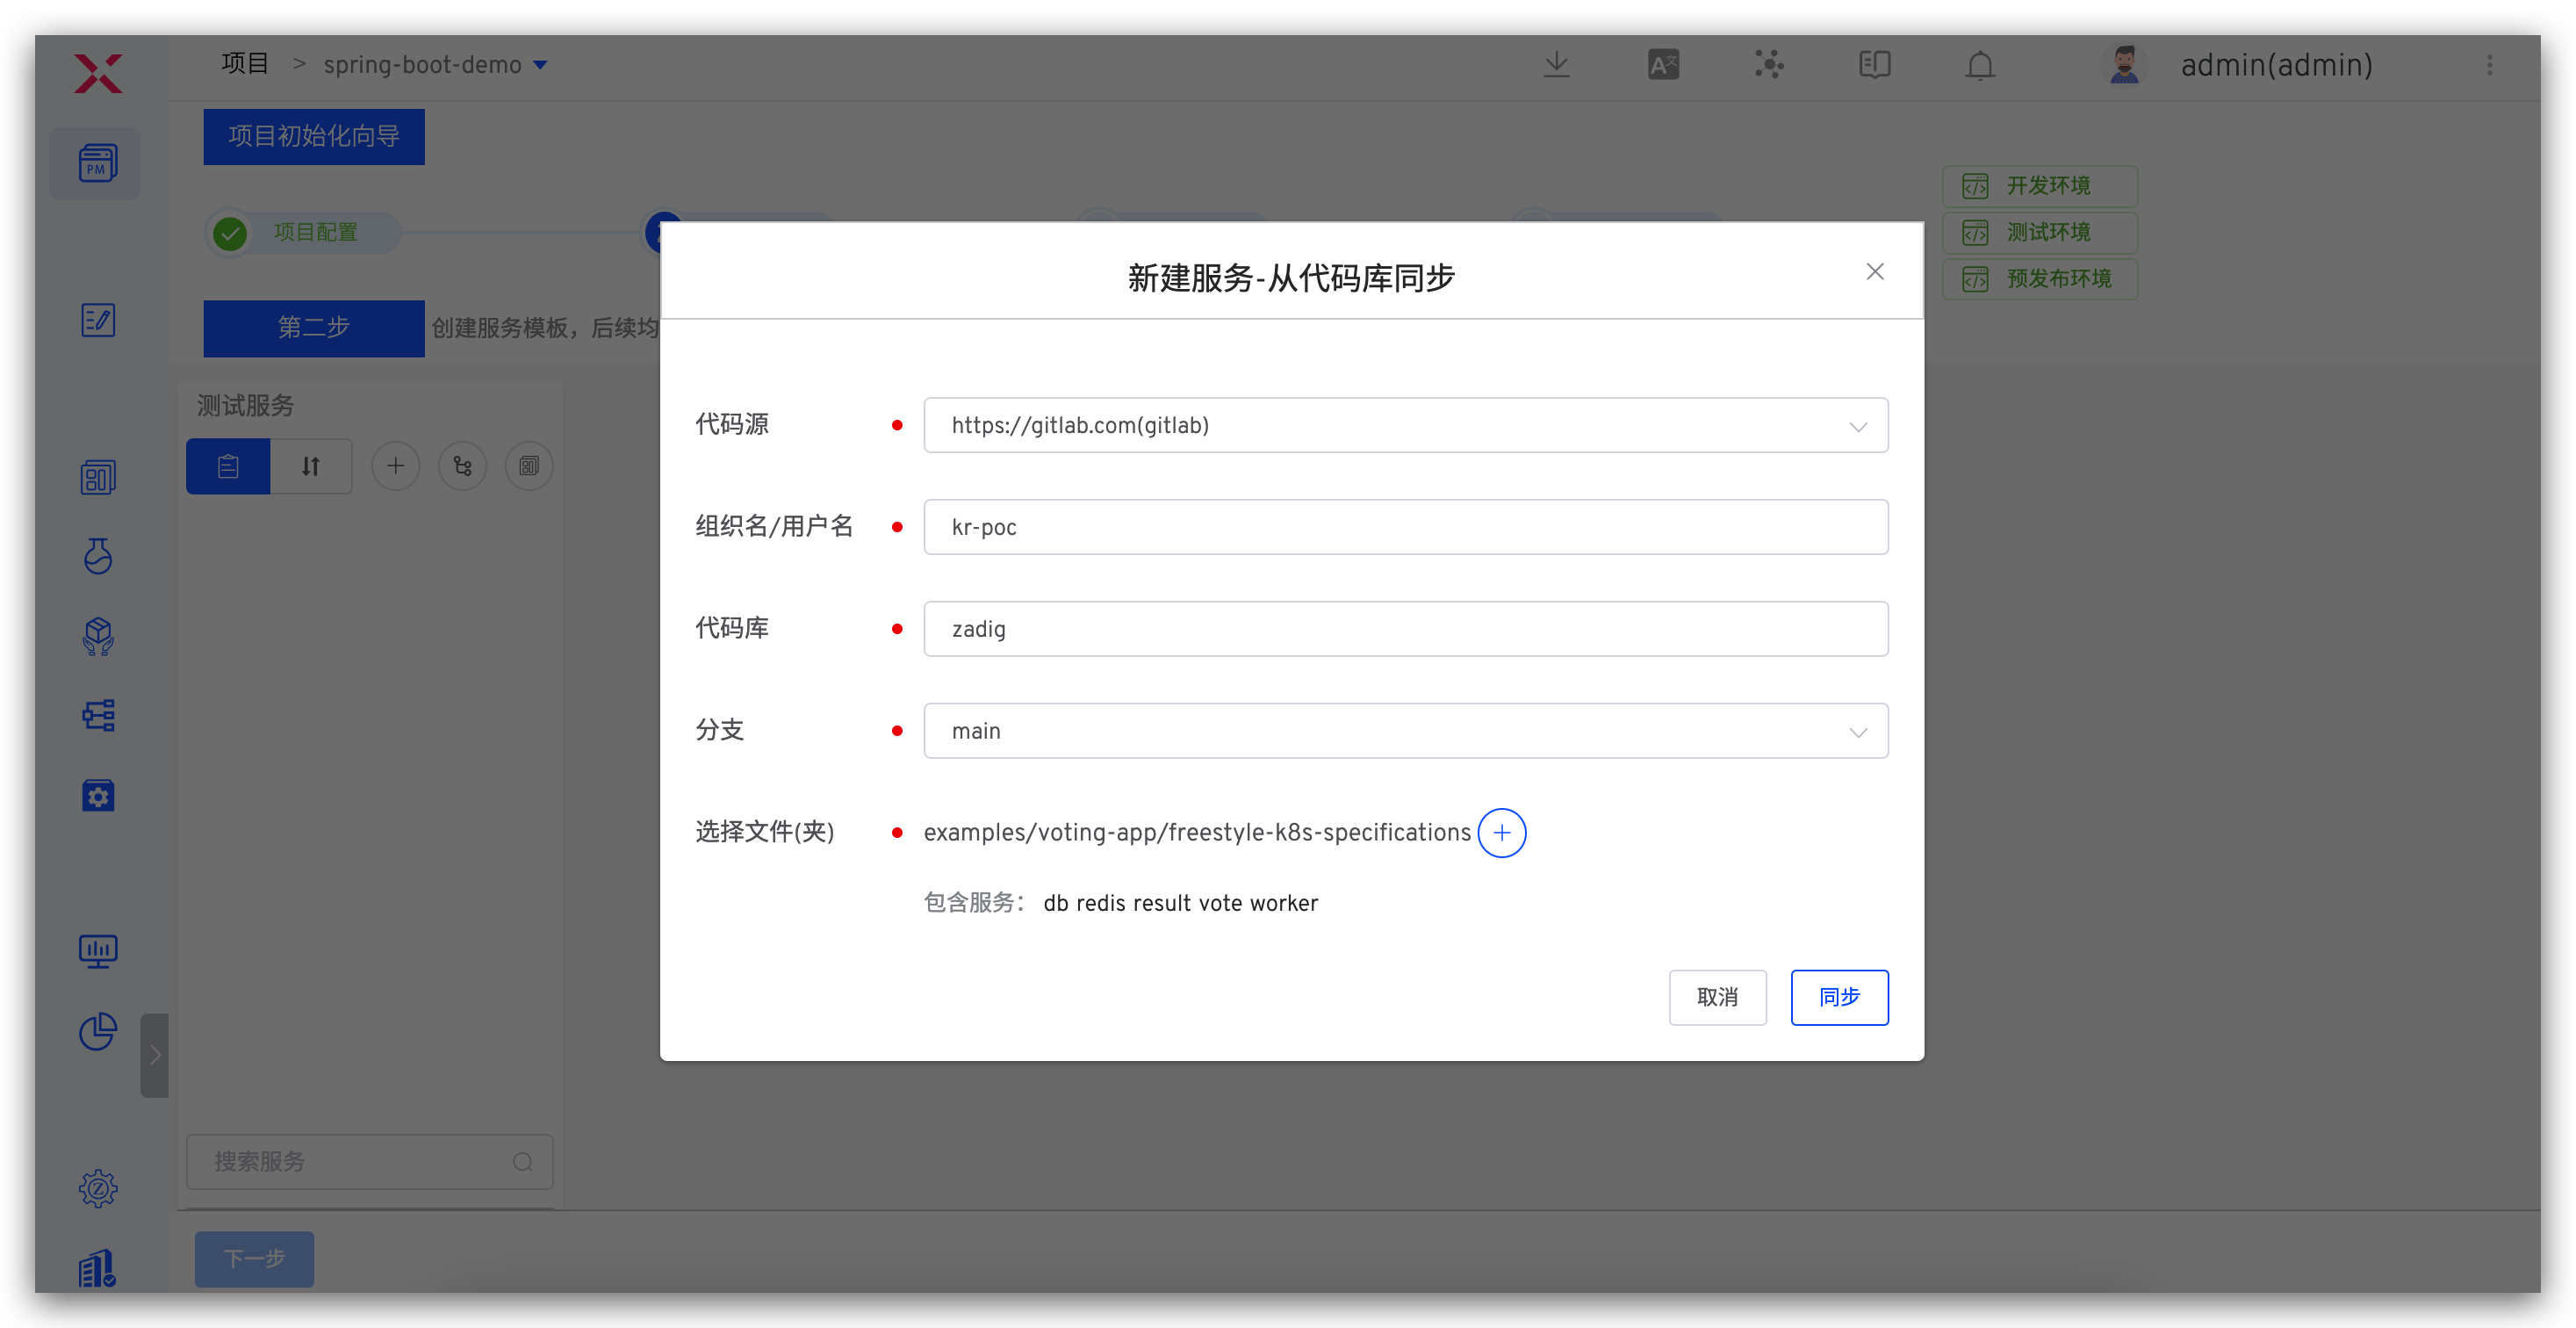 项目 > spring-boot-demo
admin(admin)
项目初始化向导
项目配置
开发环境
测试环境
预发布环境
第二步
创建服务模板，后续均
测试服务
新建服务-从代码库同步
代码源
https://gitlab.com(gitlab)
组织名/用户名
kr-poc
代码库
zadig
分支
main
选择文件(夹)
examples/voting-app/freestyle-k8s-specifications
包含服务： db redis result vote worker
取消
同步
搜索服务
下一步
PM